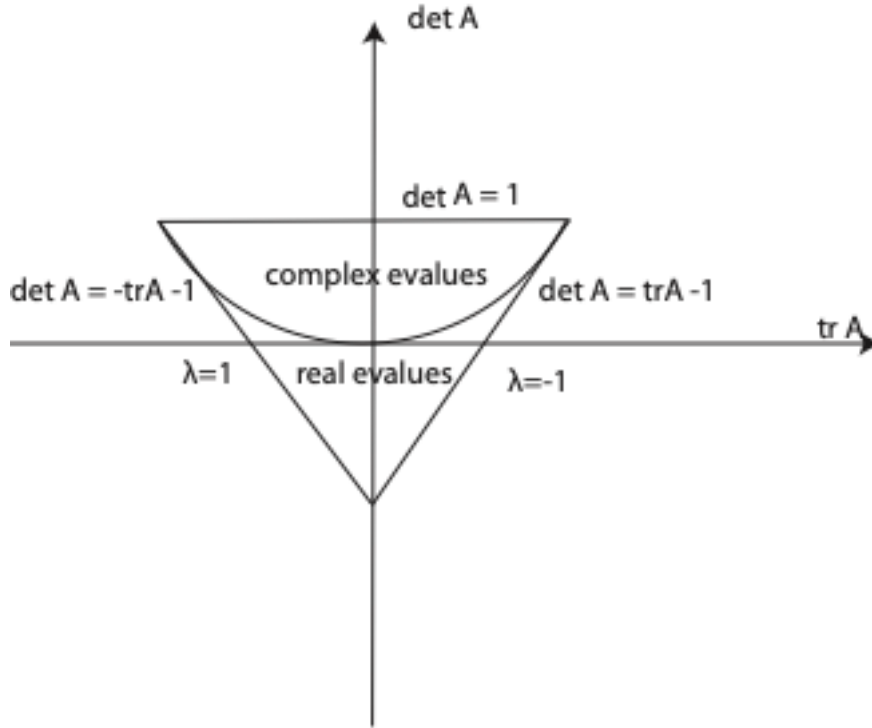 det A
det A = 1
complex evalues
det A = -trA -1
det A = trA -1
tr A
λ=1
real evalues
λ=-1